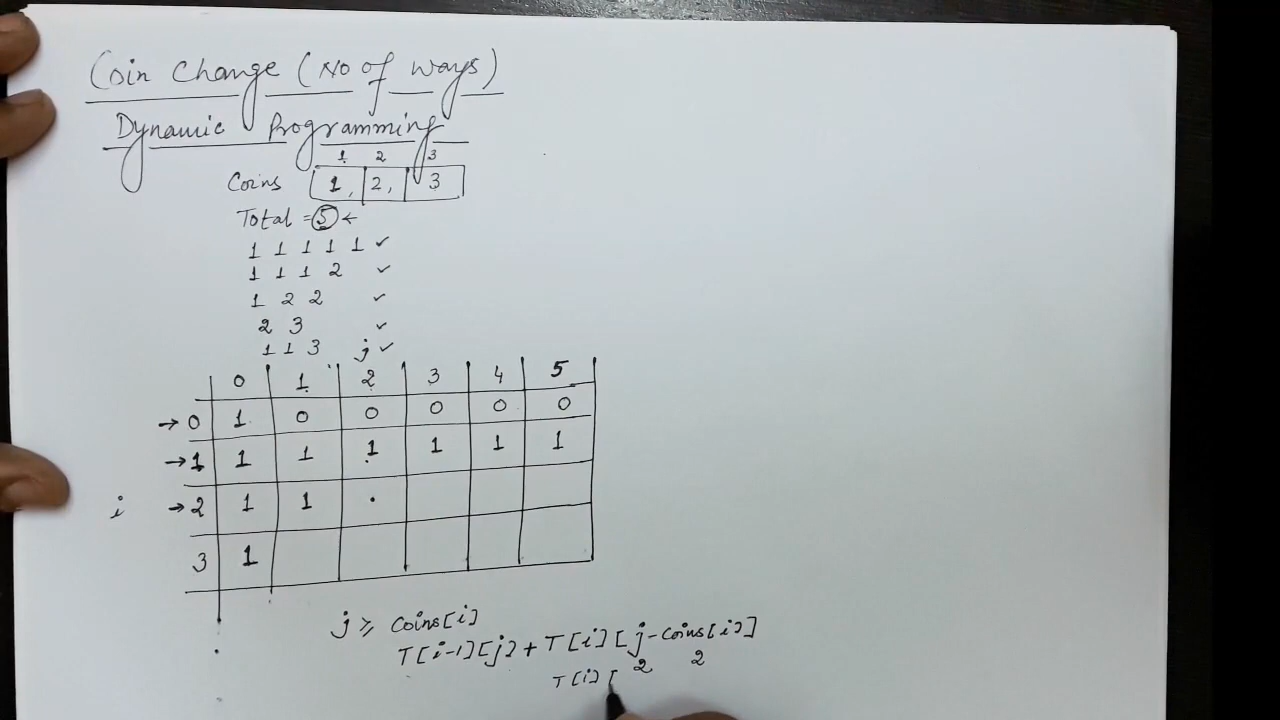 Coin Change (No of ways)
Dynamic Programming
1 2 3
Coins 1, 2, 3
Total = 5 ←
1 1 1 1 1 ✓
1 1 1 2 ✓
1 2 2 ✓
2 3 ✓
1 1 3 ✓
j
0 1 2 3 4 5
→ 0 1 0 0 0 0 0
→ 1 1 1 1 1 1 1
i → 2 1 1 .
3 1
j ≥ Coins[i]
T[i-1][j] + T[i][j-coins[i]]
2 2
T[i][